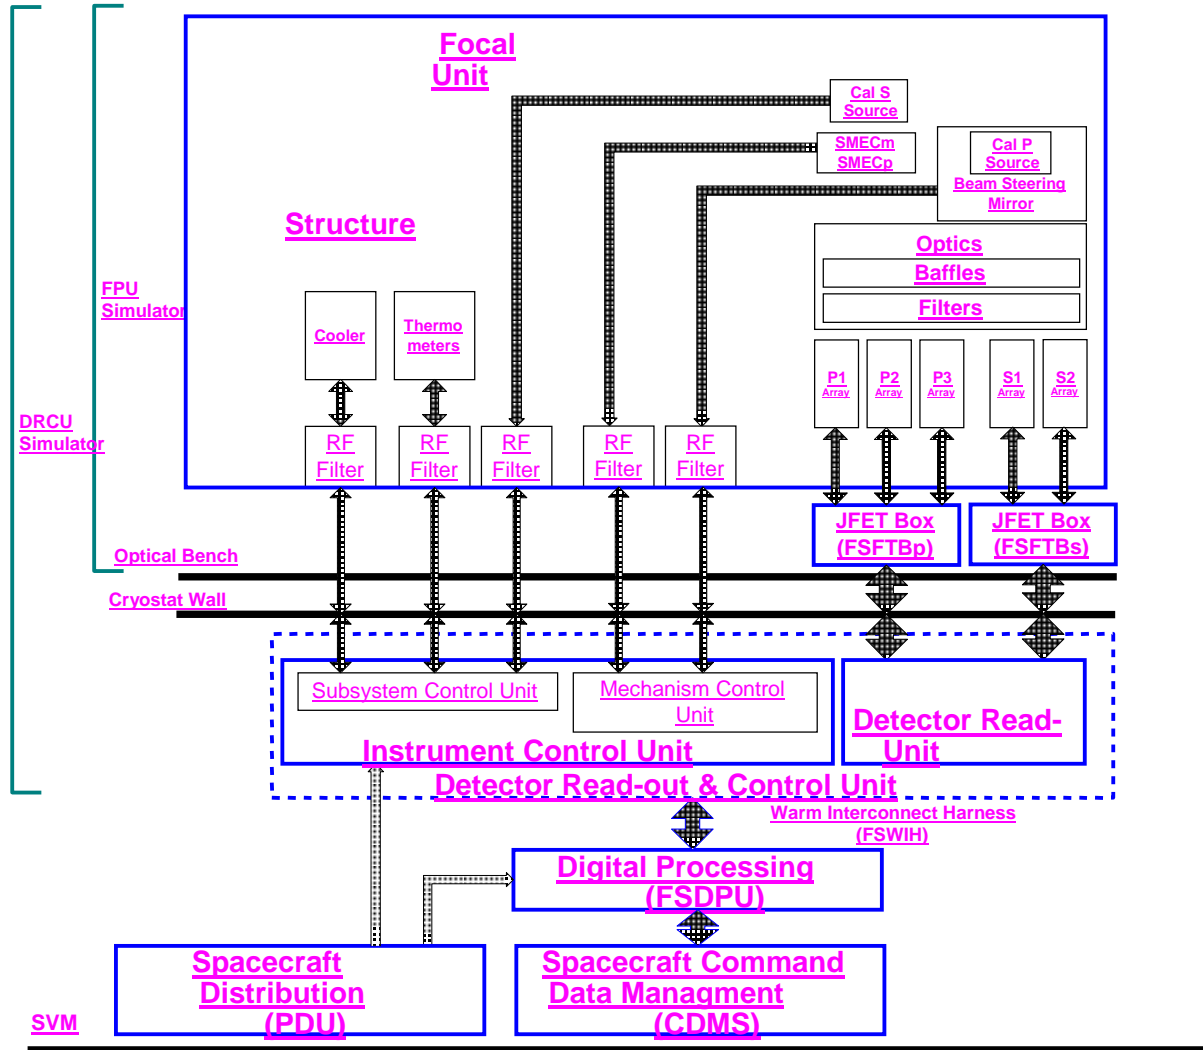 Focal
Unit
Cal S
Source
SMECm
SMECp
Cal P
Source
Beam Steering
Mirror
Structure
Optics
Baffles
Filters
FPU
Simulator
Cooler
Thermo
meters
P1
Array
P2
Array
P3
Array
S1
Array
S2
Array
DRCU
Simulator
RF
Filter
RF
Filter
RF
Filter
RF
Filter
RF
Filter
JFET Box
(FSFTBp)
JFET Box
(FSFTBs)
Optical Bench
Cryostat Wall
Subsystem Control Unit
Mechanism Control
Unit
Instrument Control Unit
Detector Read-
Unit
Detector Read-out & Control Unit
Warm Interconnect Harness
(FSWIH)
Digital Processing
(FSDPU)
Spacecraft
Distribution
(PDU)
Spacecraft Command
Data Managment
(CDMS)
SVM